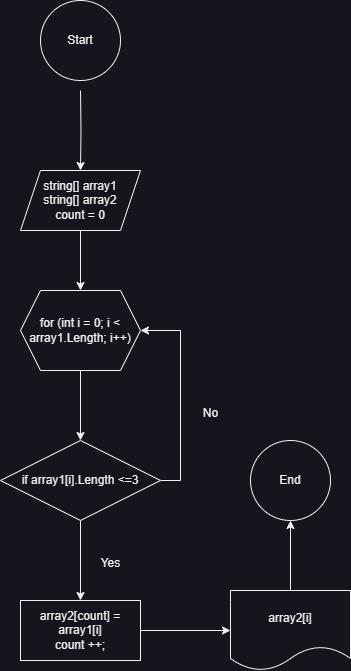 Start
string[] array1
string[] array2
count = 0
for (int i = 0; i <
array1.Length; i++)
No
if array1[i].Length <=3
End
Yes
array2[count] =
array1[i]
count ++;
array2[i]